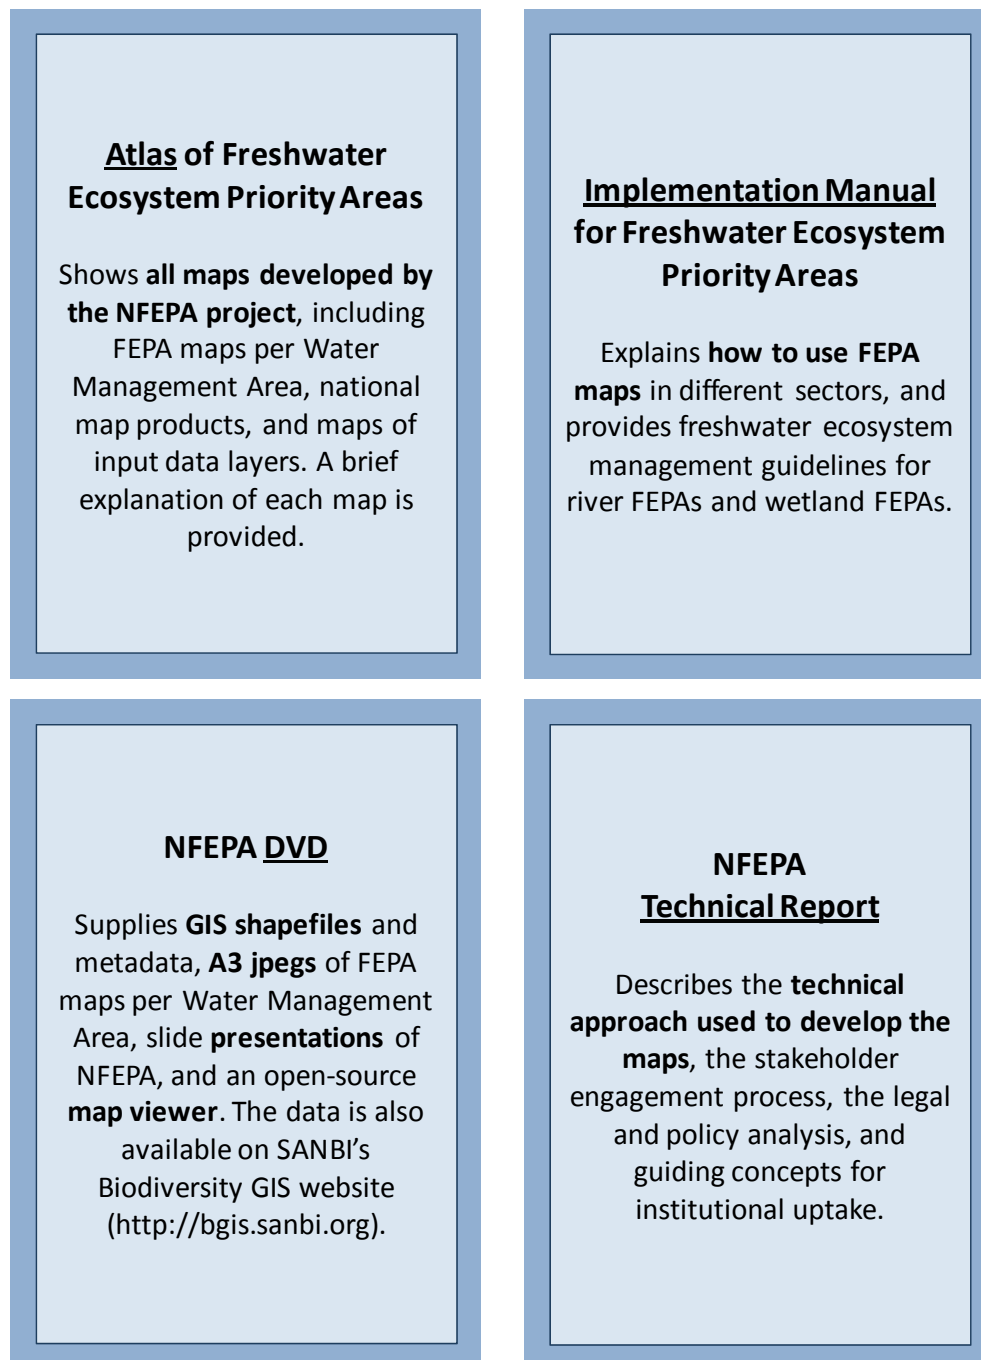 Atlas of Freshwater
Ecosystem Priority Areas
Shows all maps developed by
the NFEPA project, including
FEPA maps per Water
Management Area, national
map products, and maps of
input data layers. A brief
explanation of each map is
provided.
Implementation Manual
for Freshwater Ecosystem
Priority Areas
Explains how to use FEPA
maps in different sectors, and
provides freshwater ecosystem
management guidelines for
river FEPAs and wetland FEPAs.
NFEPA DVD
Supplies GIS shapefiles and
metadata, A3 jpegs of FEPA
maps per Water Management
Area, slide presentations of
NFEPA, and an open-source
map viewer. The data is also
available on SANBI’s
Biodiversity GIS website
(http://bgis.sanbi.org).
NFEPA
Technical Report
Describes the technical
approach used to develop the
maps, the stakeholder
engagement process, the legal
and policy analysis, and
guiding concepts for
institutional uptake.